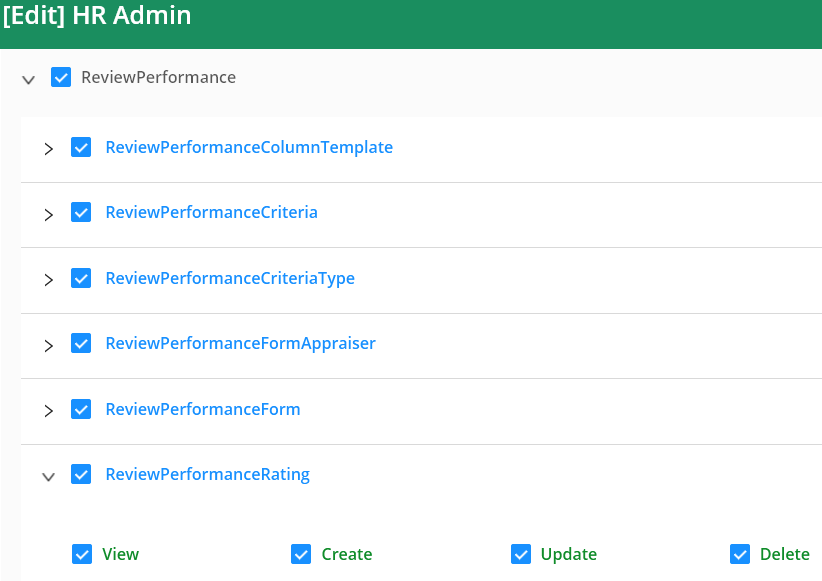 [Edit] HR Admin
ReviewPerformance
ReviewPerformanceColumnTemplate
ReviewPerformanceCriteria
ReviewPerformanceCriteriaType
ReviewPerformanceFormAppraiser
ReviewPerformanceForm
ReviewPerformanceRating
View Create Update Delete